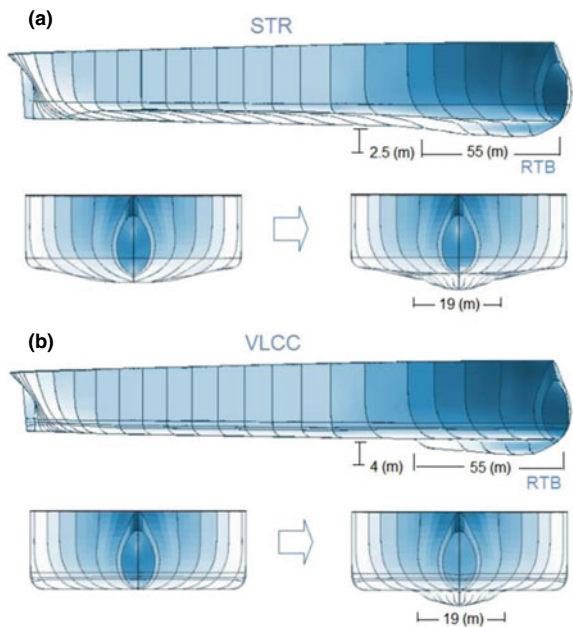 (a)
STR
2.5 (m)
55 (m)
RTB
19 (m)
(b)
VLCC
4 (m)
55 (m)
RTB
19 (m)